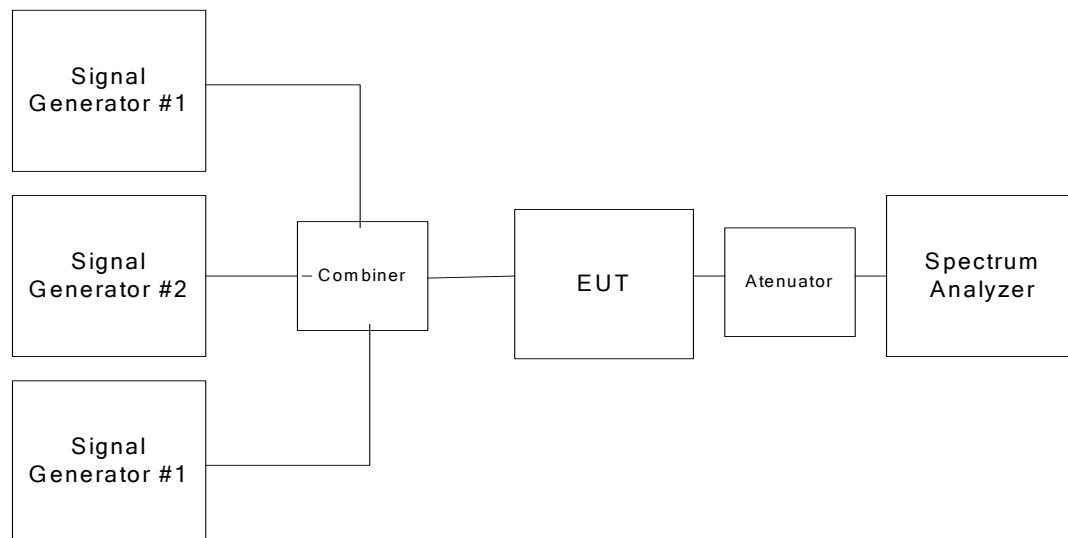 Signal
Generator #1
Signal
Generator #2
Combiner
EUT
Atenuator
Spectrum
Analyzer
Signal
Generator #1